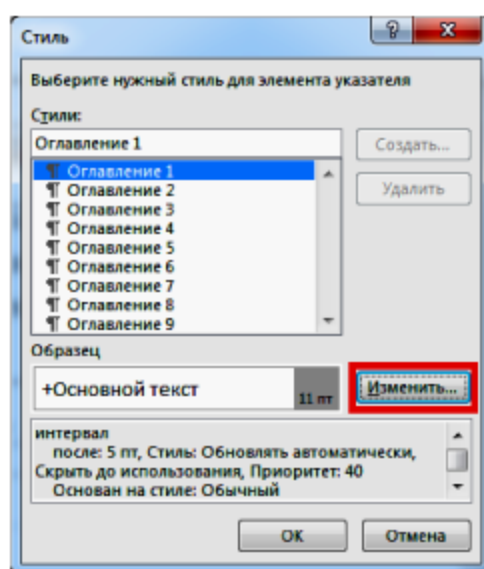 Стиль
?
X
Выберите нужный стиль для элемента указателя
Стили:
Оглавление 1
Создать...
¶ Оглавление 1
¶ Оглавление 2
Удалить
¶ Оглавление 3
¶ Оглавление 4
¶ Оглавление 5
¶ Оглавление 6
¶ Оглавление 7
¶ Оглавление 8
¶ Оглавление 9
Образец
+Основной текст
11 пт
Изменить...
интервал
после: 5 пт, Стиль: Обновлять автоматически,
Скрыть до использования, Приоритет: 40
Основан на стиле: Обычный
ОК
Отмена